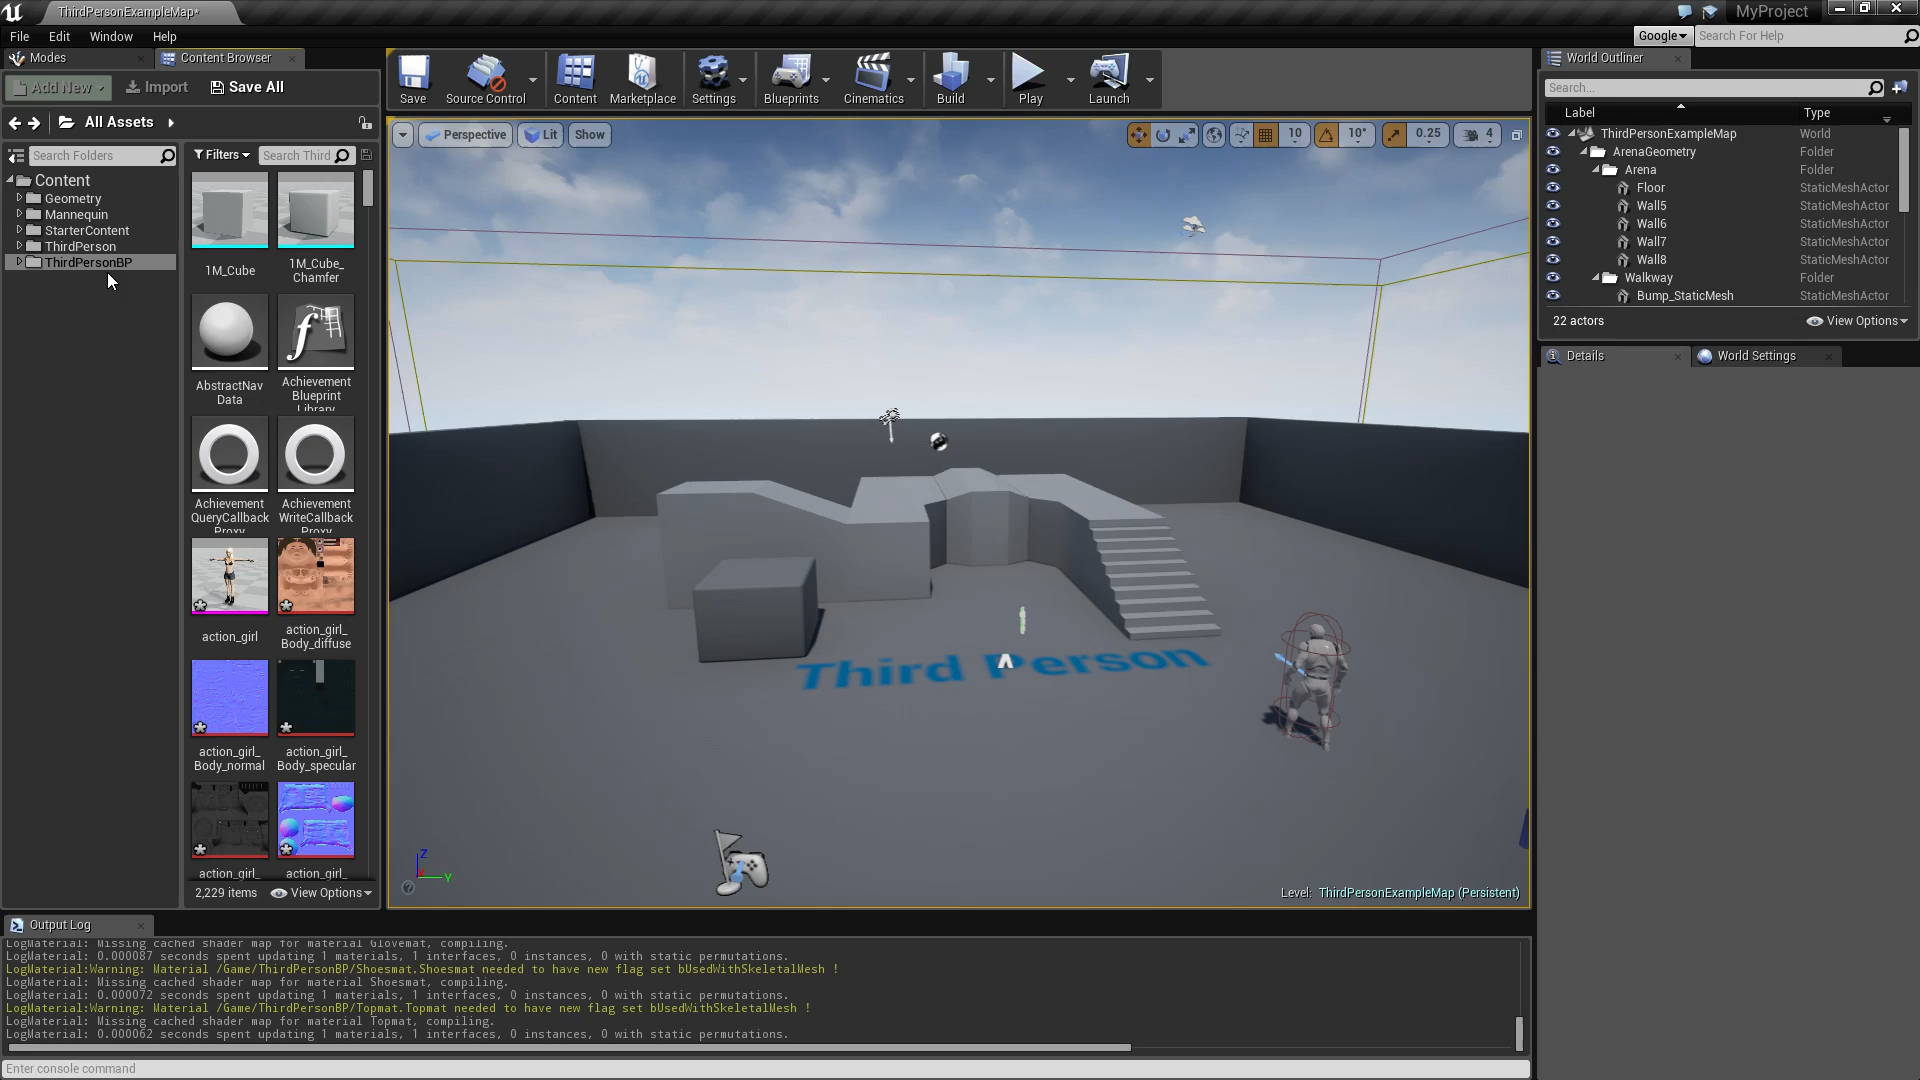 ThirdPersonExampleMap*
MyProject
File Edit Window Help
Google Search For Help
Modes
Content Browser
Add New Import Save All
All Assets
Search Folders
Filters Search Third
Content
Geometry
Mannequin
StarterContent
ThirdPerson
ThirdPersonBP
1M_Cube
1M_Cube_
Chamfer
AbstractNav
Data
Achievement
Blueprint
Library
Achievement
QueryCallback
Proxy
Achievement
WriteCallback
Proxy
action_girl
action_girl_
Body_diffuse
action_girl_
Body_normal
action_girl_
Body_specular
action_girl_
action_girl_
2,229 items View Options
Save Source Control Content Marketplace Settings Blueprints Cinematics Build Play Launch
Perspective Lit Show
10 10° 0.25 4
Third Person
Z
X
Y
Level: ThirdPersonExampleMap (Persistent)
World Outliner
Search...
Label Type
ThirdPersonExampleMap World
ArenaGeometry Folder
Arena Folder
Floor StaticMeshActor
Wall5 StaticMeshActor
Wall6 StaticMeshActor
Wall7 StaticMeshActor
Wall8 StaticMeshActor
Walkway Folder
Bump_StaticMesh StaticMeshActor
22 actors View Options
Details World Settings
Output Log
LogMaterial: Missing cached shader map for material Glovemat, compiling.
LogMaterial: 0.000087 seconds spent updating 1 materials, 1 interfaces, 0 instances, 0 with static permutations.
LogMaterial:Warning: Material /Game/ThirdPersonBP/Shoesmat.Shoesmat needed to have new flag set bUsedWithSkeletalMesh !
LogMaterial: Missing cached shader map for material Shoesmat, compiling.
LogMaterial: 0.000072 seconds spent updating 1 materials, 1 interfaces, 0 instances, 0 with static permutations.
LogMaterial:Warning: Material /Game/ThirdPersonBP/Topmat.Topmat needed to have new flag set bUsedWithSkeletalMesh !
LogMaterial: Missing cached shader map for material Topmat, compiling.
LogMaterial: 0.000062 seconds spent updating 1 materials, 1 interfaces, 0 instances, 0 with static permutations.
Enter console command